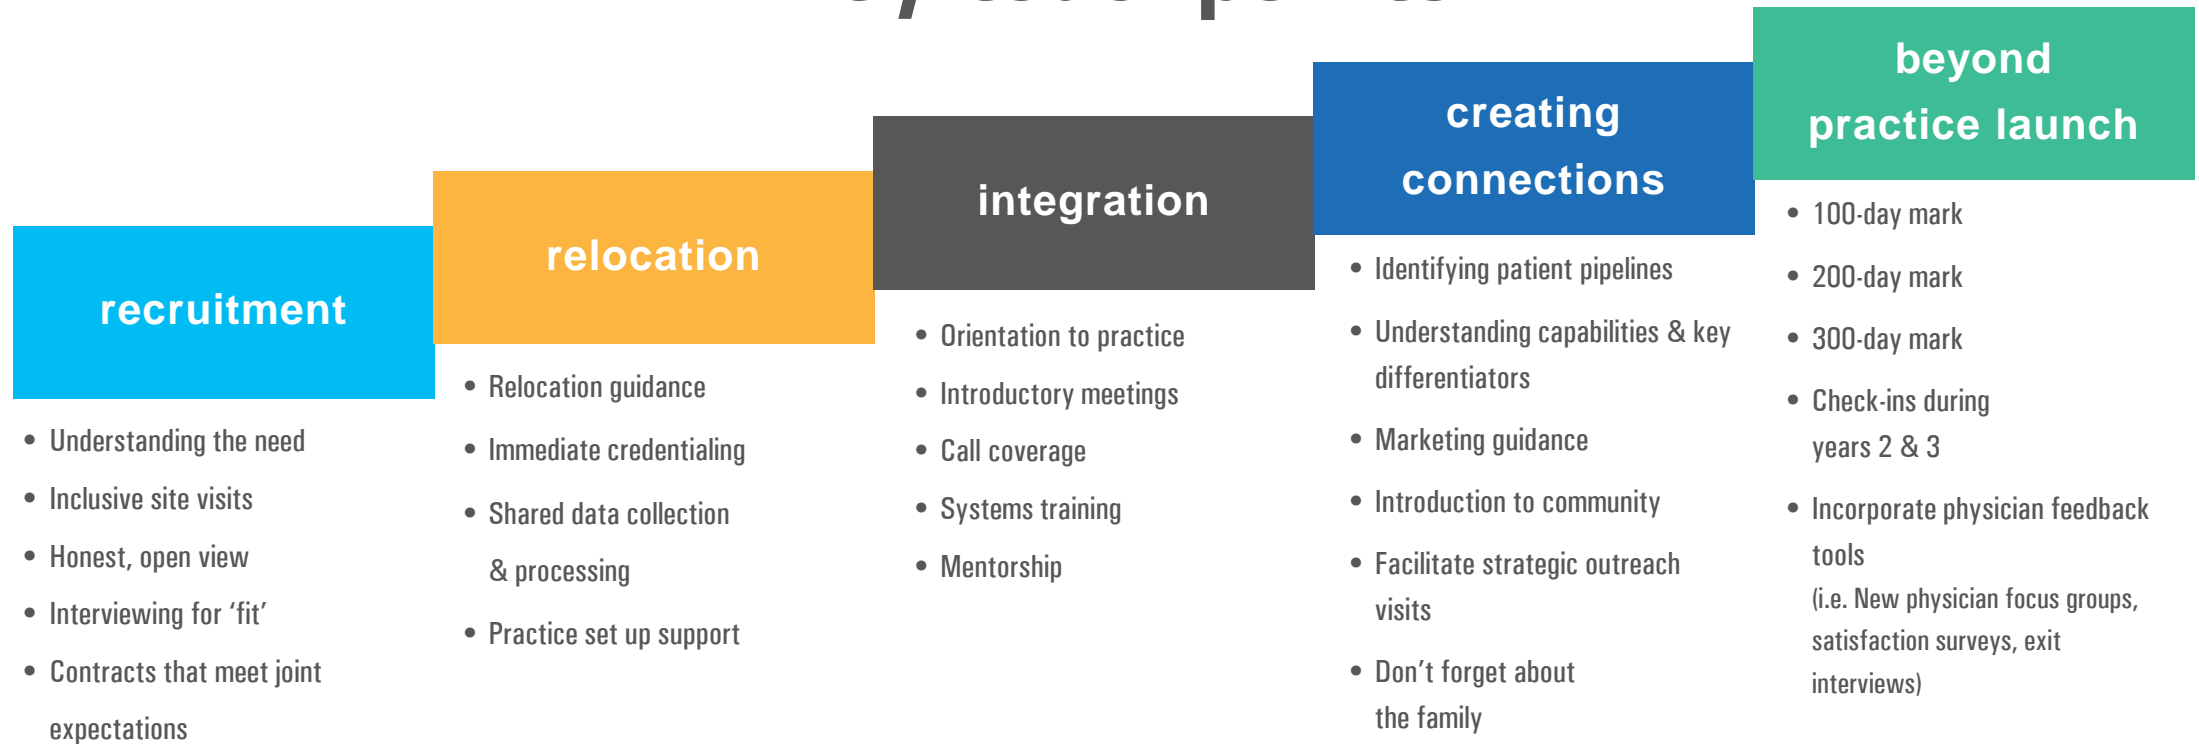 recruitment
• Understanding the need
• Inclusive site visits
• Honest, open view
• Interviewing for ‘fit’
• Contracts that meet joint
expectations
relocation
• Relocation guidance
• Immediate credentialing
• Shared data collection
& processing
• Practice set up support
integration
• Orientation to practice
• Introductory meetings
• Call coverage
• Systems training
• Mentorship
creating
connections
• Identifying patient pipelines
• Understanding capabilities & key
differentiators
• Marketing guidance
• Introduction to community
• Facilitate strategic outreach
visits
• Don’t forget about
the family
beyond
practice launch
• 100-day mark
• 200-day mark
• 300-day mark
• Check-ins during
years 2 & 3
• Incorporate physician feedback
tools
(i.e. New physician focus groups,
satisfaction surveys, exit
interviews)